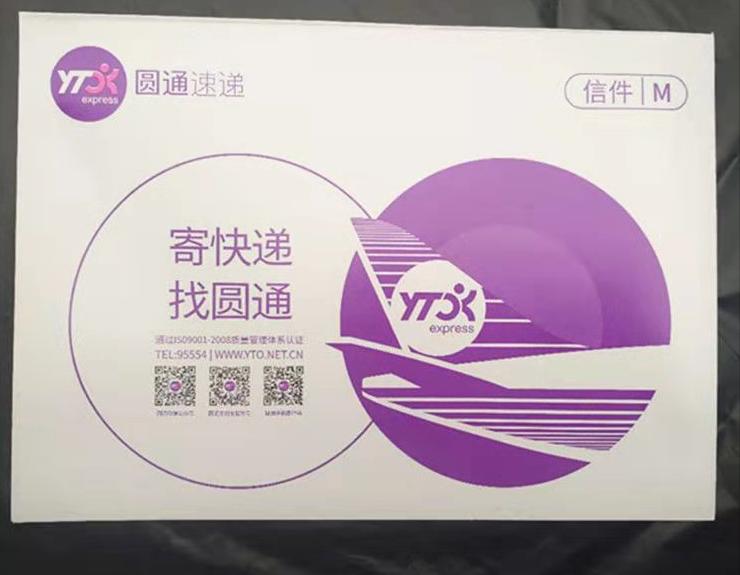 YTO express
圆通速递
信件 | M
寄快递
找圆通
通过ISO9001-2008质量管理体系认证
TEL:95554 | WWW.YTO.NET.CN
YTO express